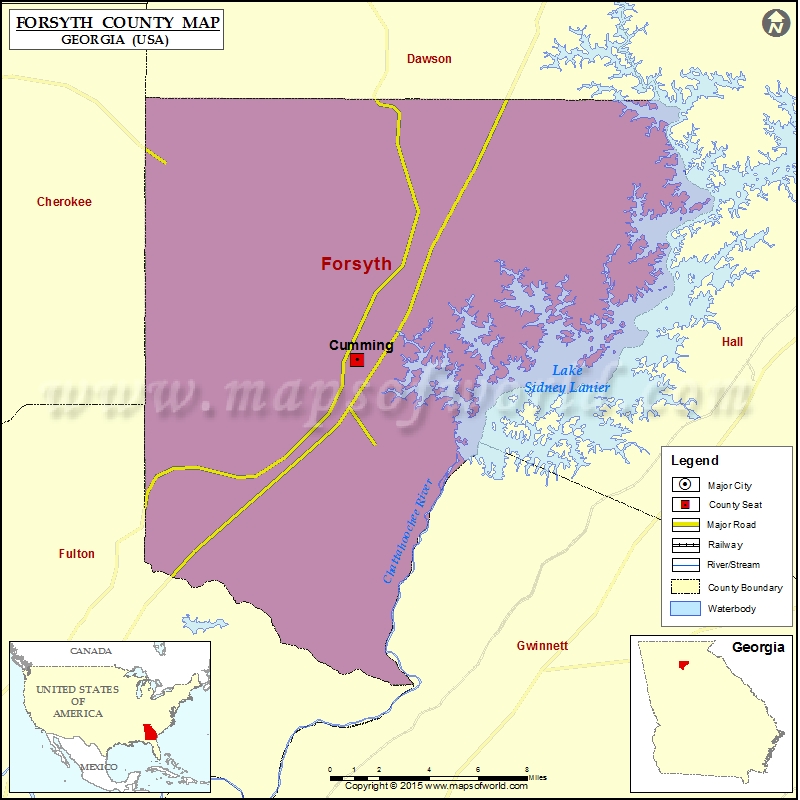 FORSYTH COUNTY MAP
GEORGIA (USA)
N
Dawson
Cherokee
Forsyth
Cumming
Hall
Lake
Sidney Lanier
www.mapsofworld.com
Chattahoochee River
Fulton
Gwinnett
Legend
Major City
County Seat
Major Road
Railway
River/Stream
County Boundary
Waterbody
CANADA
UNITED STATES
OF
AMERICA
MEXICO
Georgia
0 2 4 6 8
Miles
Copyright © 2015 www.mapsofworld.com